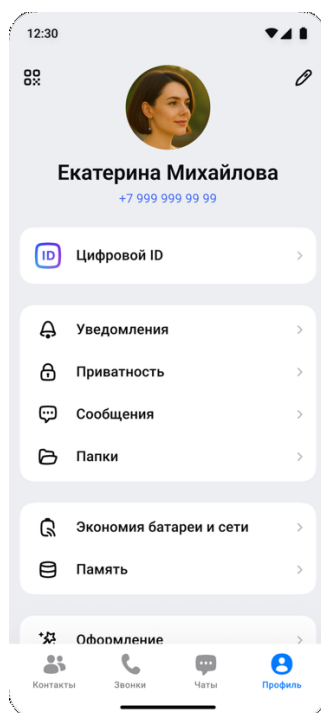 12:30
Екатерина Михайлова
+7 999 999 99 99
ID Цифровой ID
Уведомления
Приватность
Сообщения
Папки
Экономия батареи и сети
Память
Оформление
Контакты Звонки Чаты Профиль